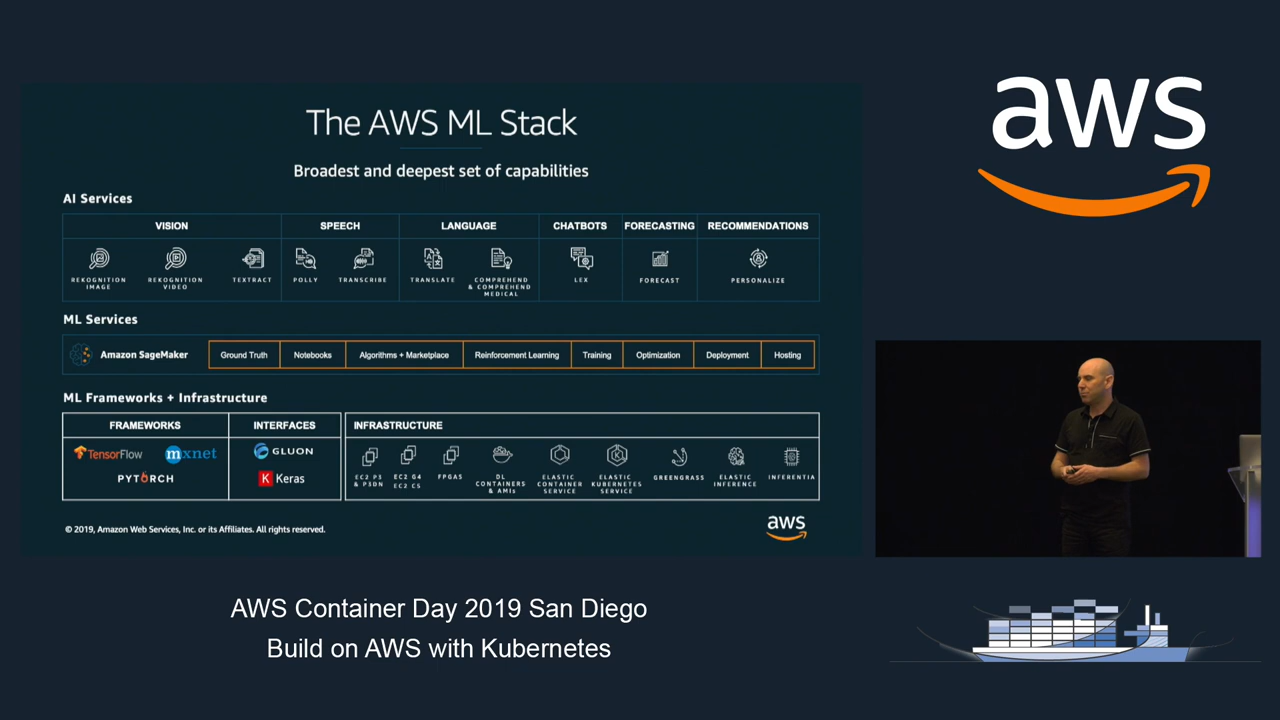 The AWS ML Stack
Broadest and deepest set of capabilities
AI Services
VISION SPEECH LANGUAGE CHATBOTS FORECASTING RECOMMENDATIONS
REKOGNITION IMAGE REKOGNITION VIDEO TEXTRACT POLLY TRANSCRIBE TRANSLATE COMPREHEND & COMPREHEND MEDICAL LEX FORECAST PERSONALIZE
ML Services
Amazon SageMaker Ground Truth Notebooks Algorithms + Marketplace Reinforcement Learning Training Optimization Deployment Hosting
ML Frameworks + Infrastructure
FRAMEWORKS INTERFACES INFRASTRUCTURE
TensorFlow mxnet GLUON
PYTORCH K Keras
EC2 P3 & P3DN EC2 G4 EC2 C5 FPGAS DL CONTAINERS & AMIs ELASTIC CONTAINER SERVICE ELASTIC KUBERNETES SERVICE GREENGRASS ELASTIC INFERENCE INFERENTIA
© 2019, Amazon Web Services, Inc. or its Affiliates. All rights reserved.
aws
aws
AWS Container Day 2019 San Diego
Build on AWS with Kubernetes